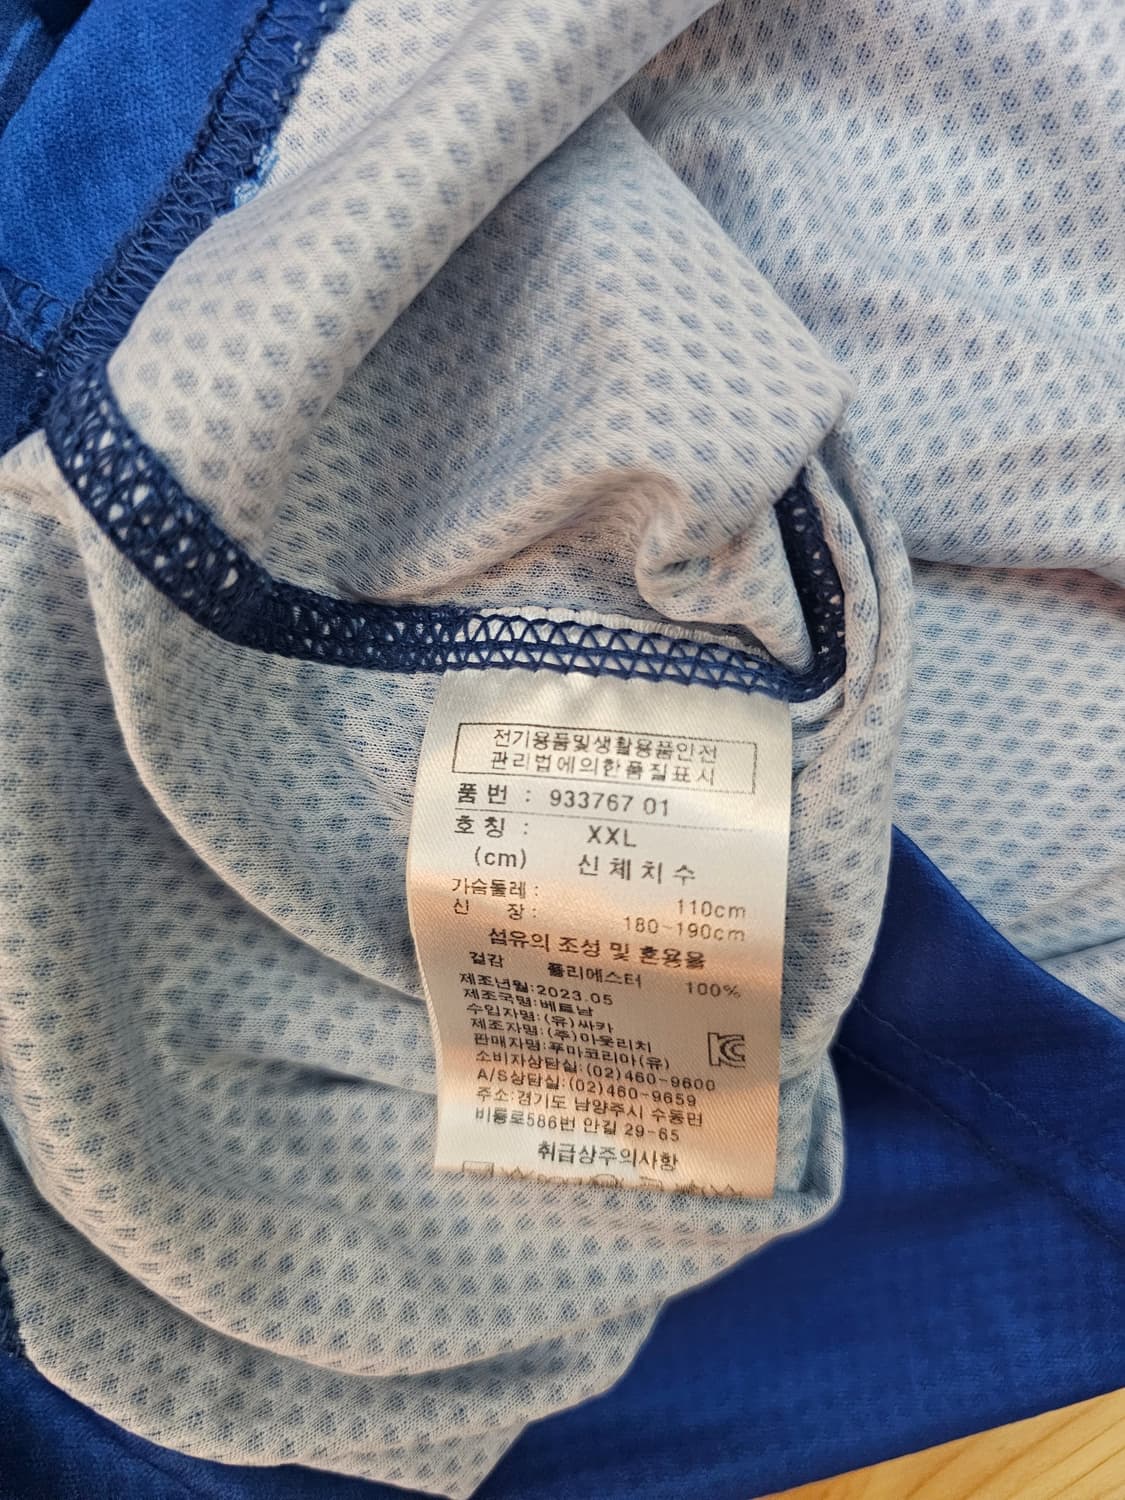 전기용품및생활용품안전
관리법에의한품질표시
품 번 : 933767 01
호 칭 : XXL
(cm) 신 체 치 수
가슴둘레 : 110cm
신 장 : 180-190cm
섬유의 조성 및 혼용율
겉감 폴리에스터 100%
제조년월:2023.05
제조국명:베트남
수입자명:(유)싸카
제조자명:(주)아웃리치
판매자명:푸마코리아(유)
소비자상담실:(02)460-9600
A/S상담실:(02)460-9659
주소:경기도 남양주시 수동면
비룡로586번 안길 29-65
취급상주의사항